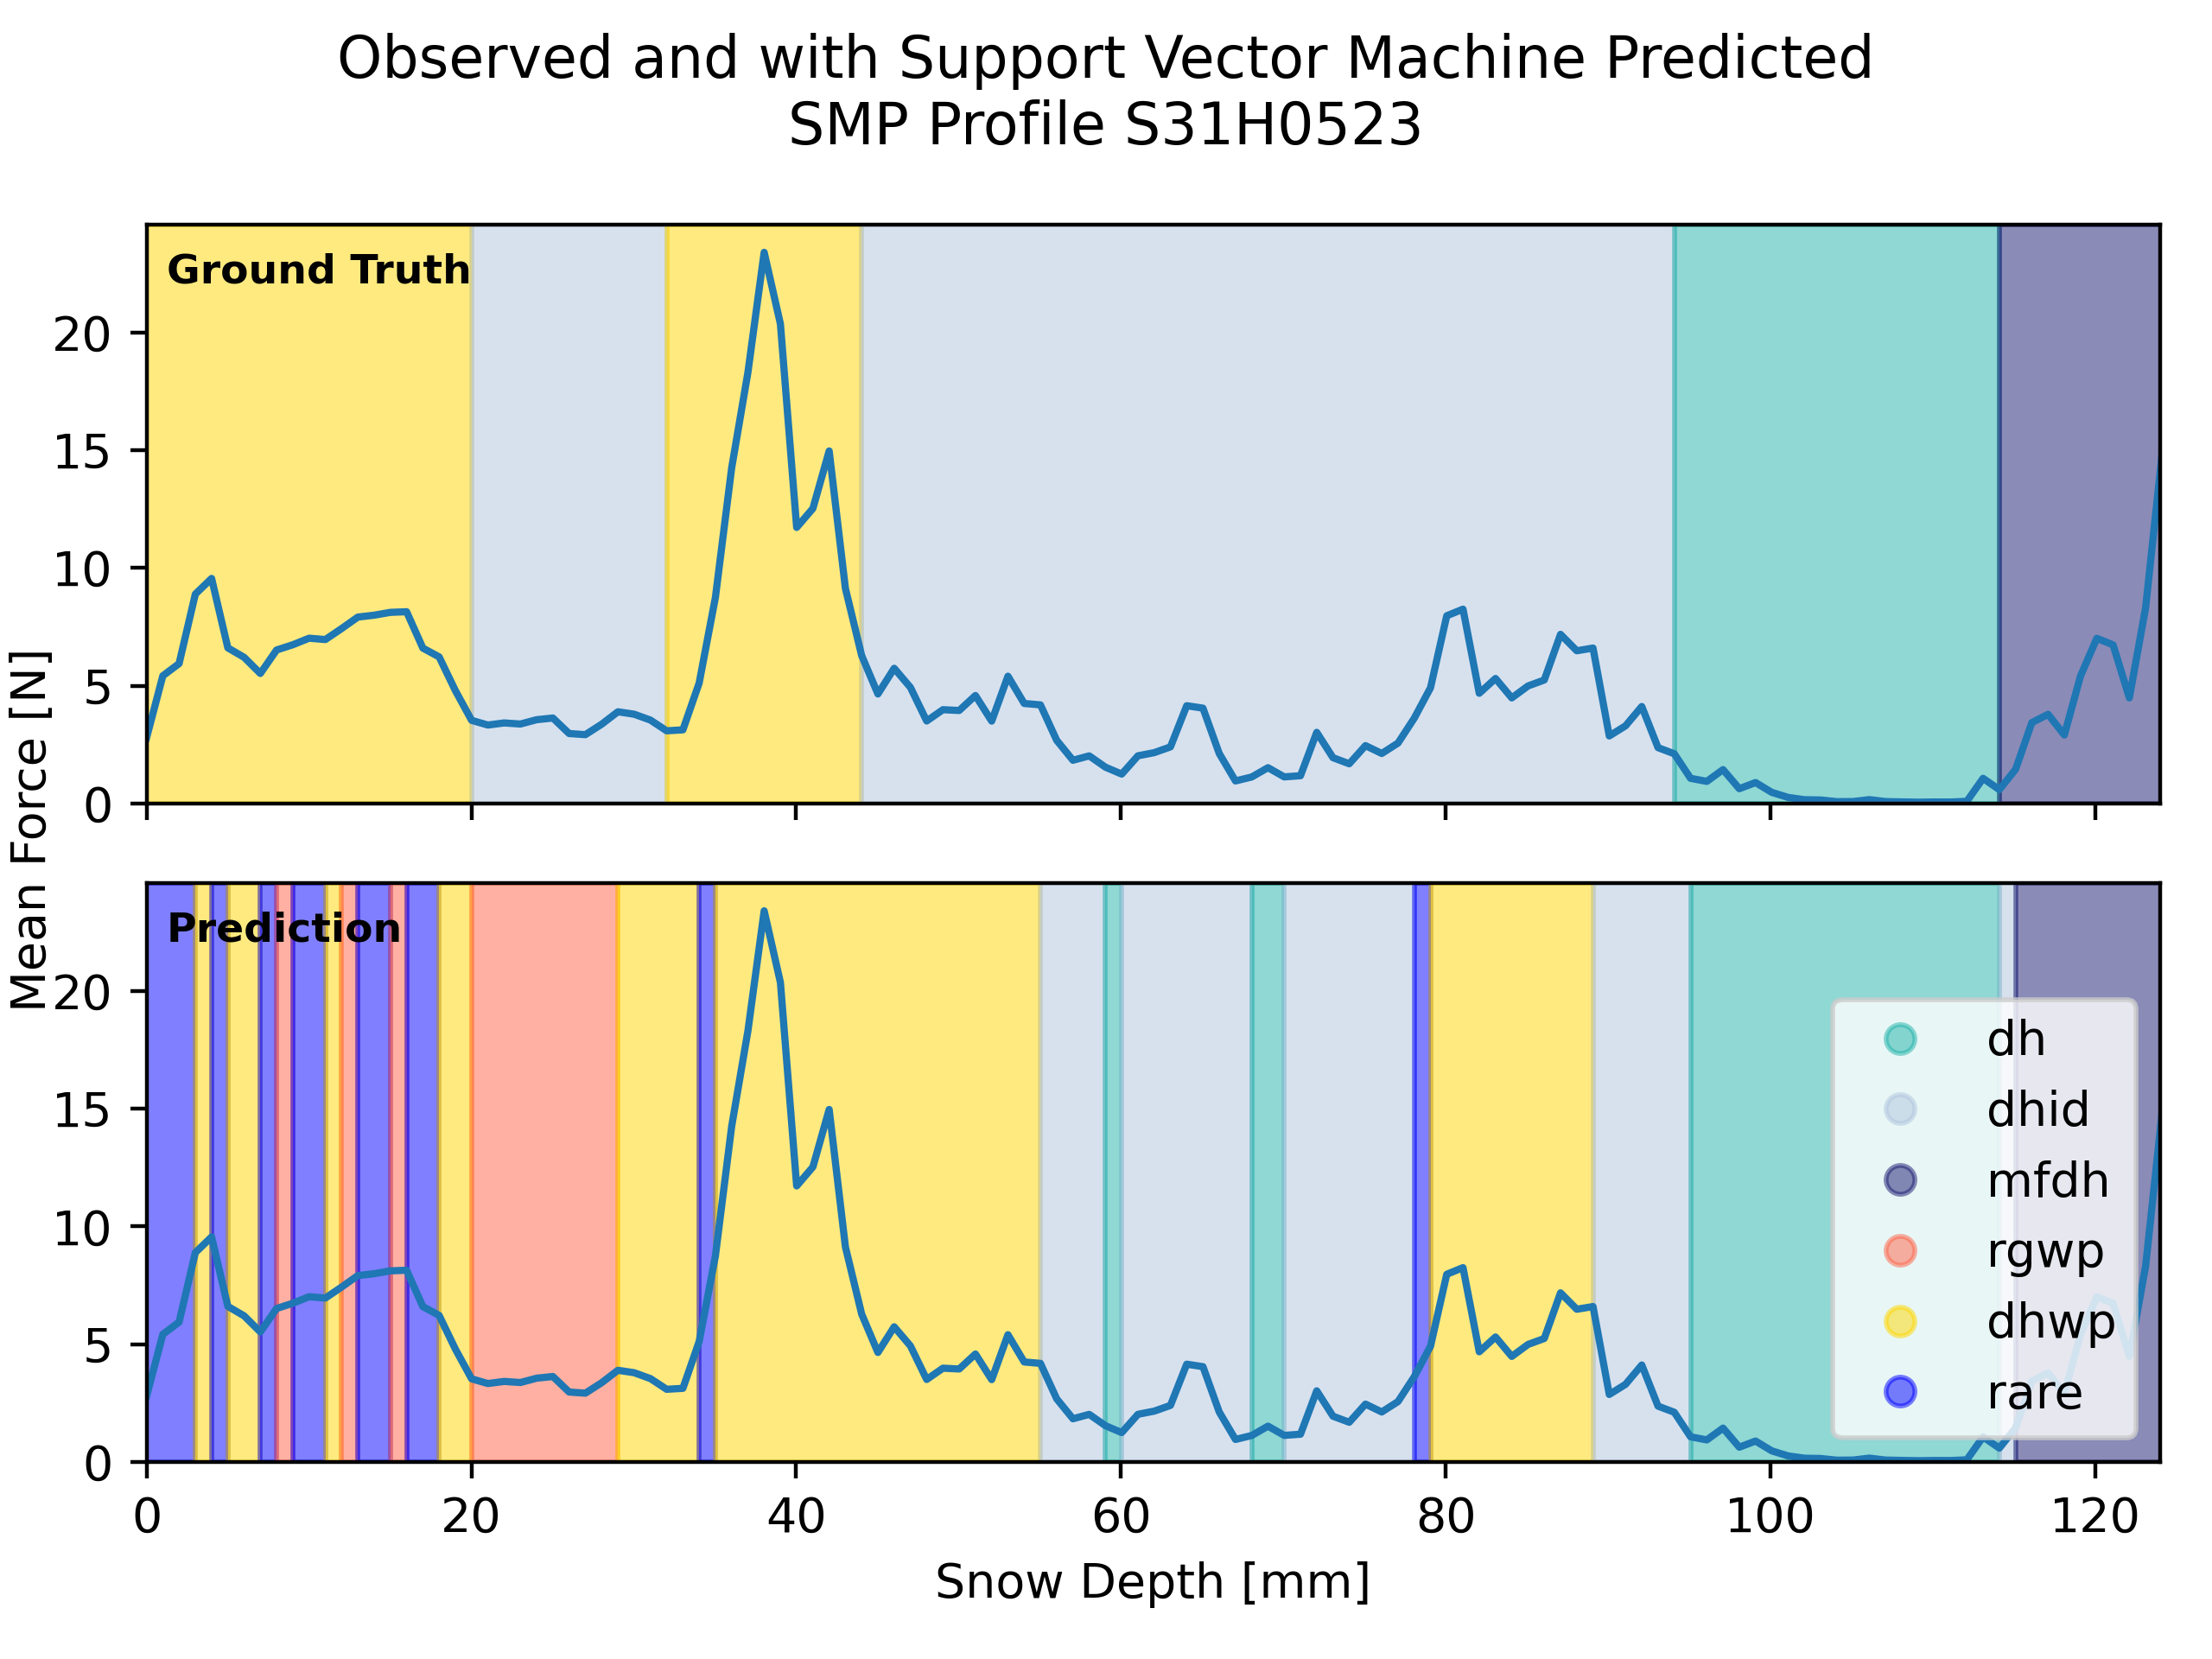 Observed and with Support Vector Machine Predicted
SMP Profile S31H0523
Ground Truth
20
15
10
5
0
Mean Force [N]
Prediction
20
15
10
5
0
dh
dhid
mfdh
rgwp
dhwp
rare
0 20 40 60 80 100 120
Snow Depth [mm]